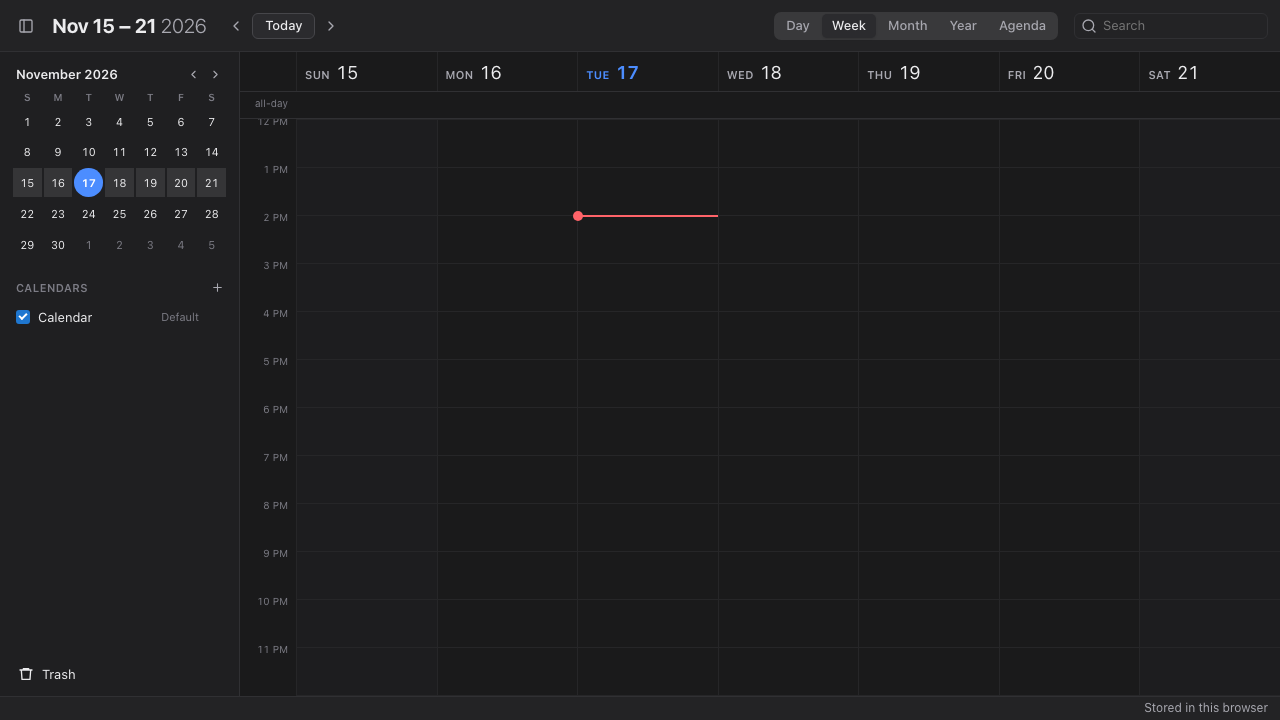 Nov 15 – 21 2026
Today
Day Week Month Year Agenda
Search
November 2026
S M T W T F S
1 2 3 4 5 6 7
8 9 10 11 12 13 14
15 16 17 18 19 20 21
22 23 24 25 26 27 28
29 30 1 2 3 4 5
CALENDARS
Calendar Default
Trash
SUN 15 MON 16 TUE 17 WED 18 THU 19 FRI 20 SAT 21
all-day
12 PM
1 PM
2 PM
3 PM
4 PM
5 PM
6 PM
7 PM
8 PM
9 PM
10 PM
11 PM
Stored in this browser